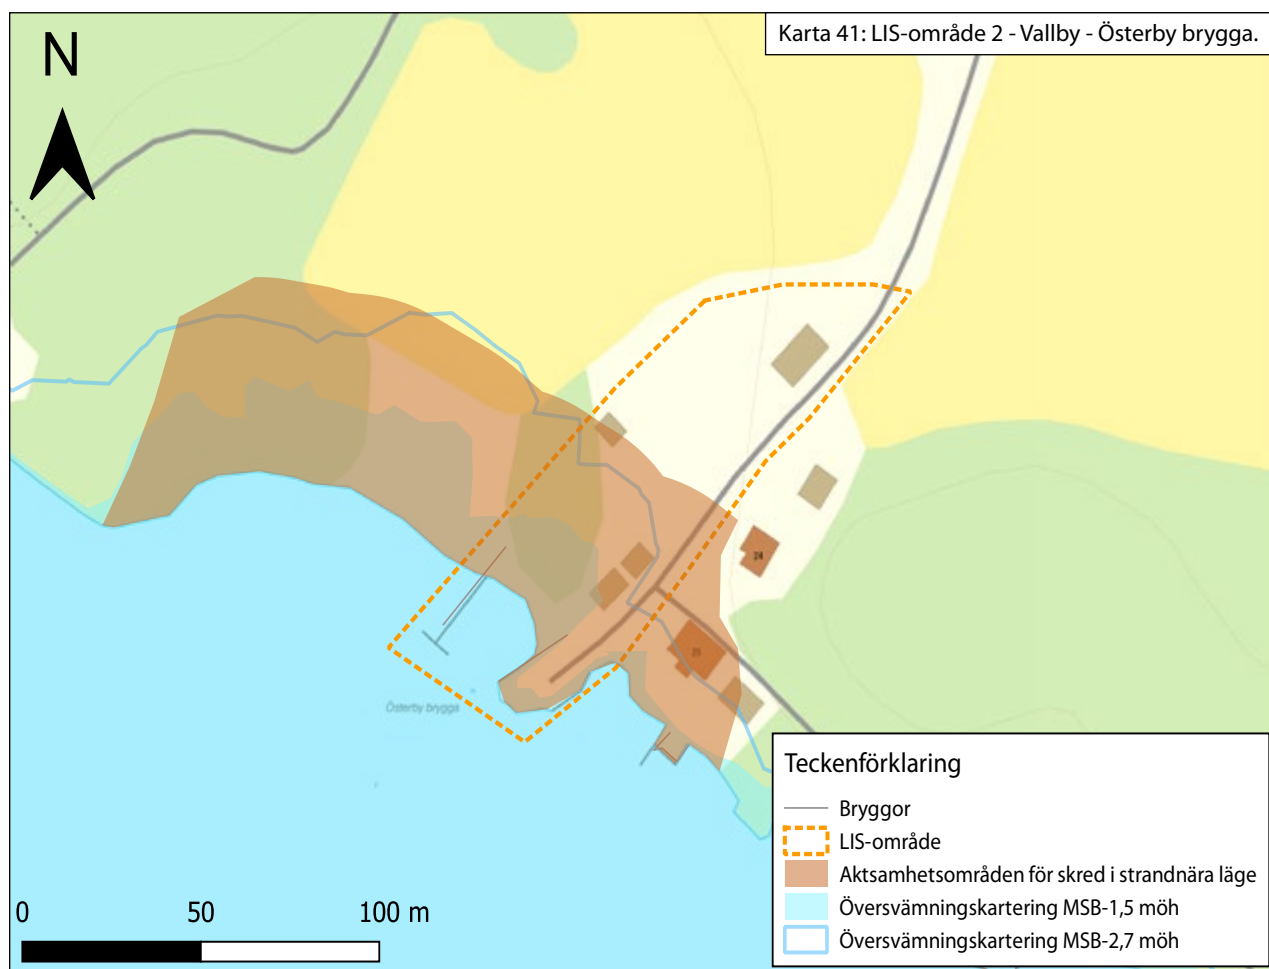 Karta 41: LIS-område 2 - Vallby - Österby brygga.
N
24
Österby brygga
Teckenförklaring
Bryggor
LIS-område
Aktsamhetsområden för skred i strandnära läge
Översvämningskartering MSB-1,5 möh
Översvämningskartering MSB-2,7 möh
0 50 100 m